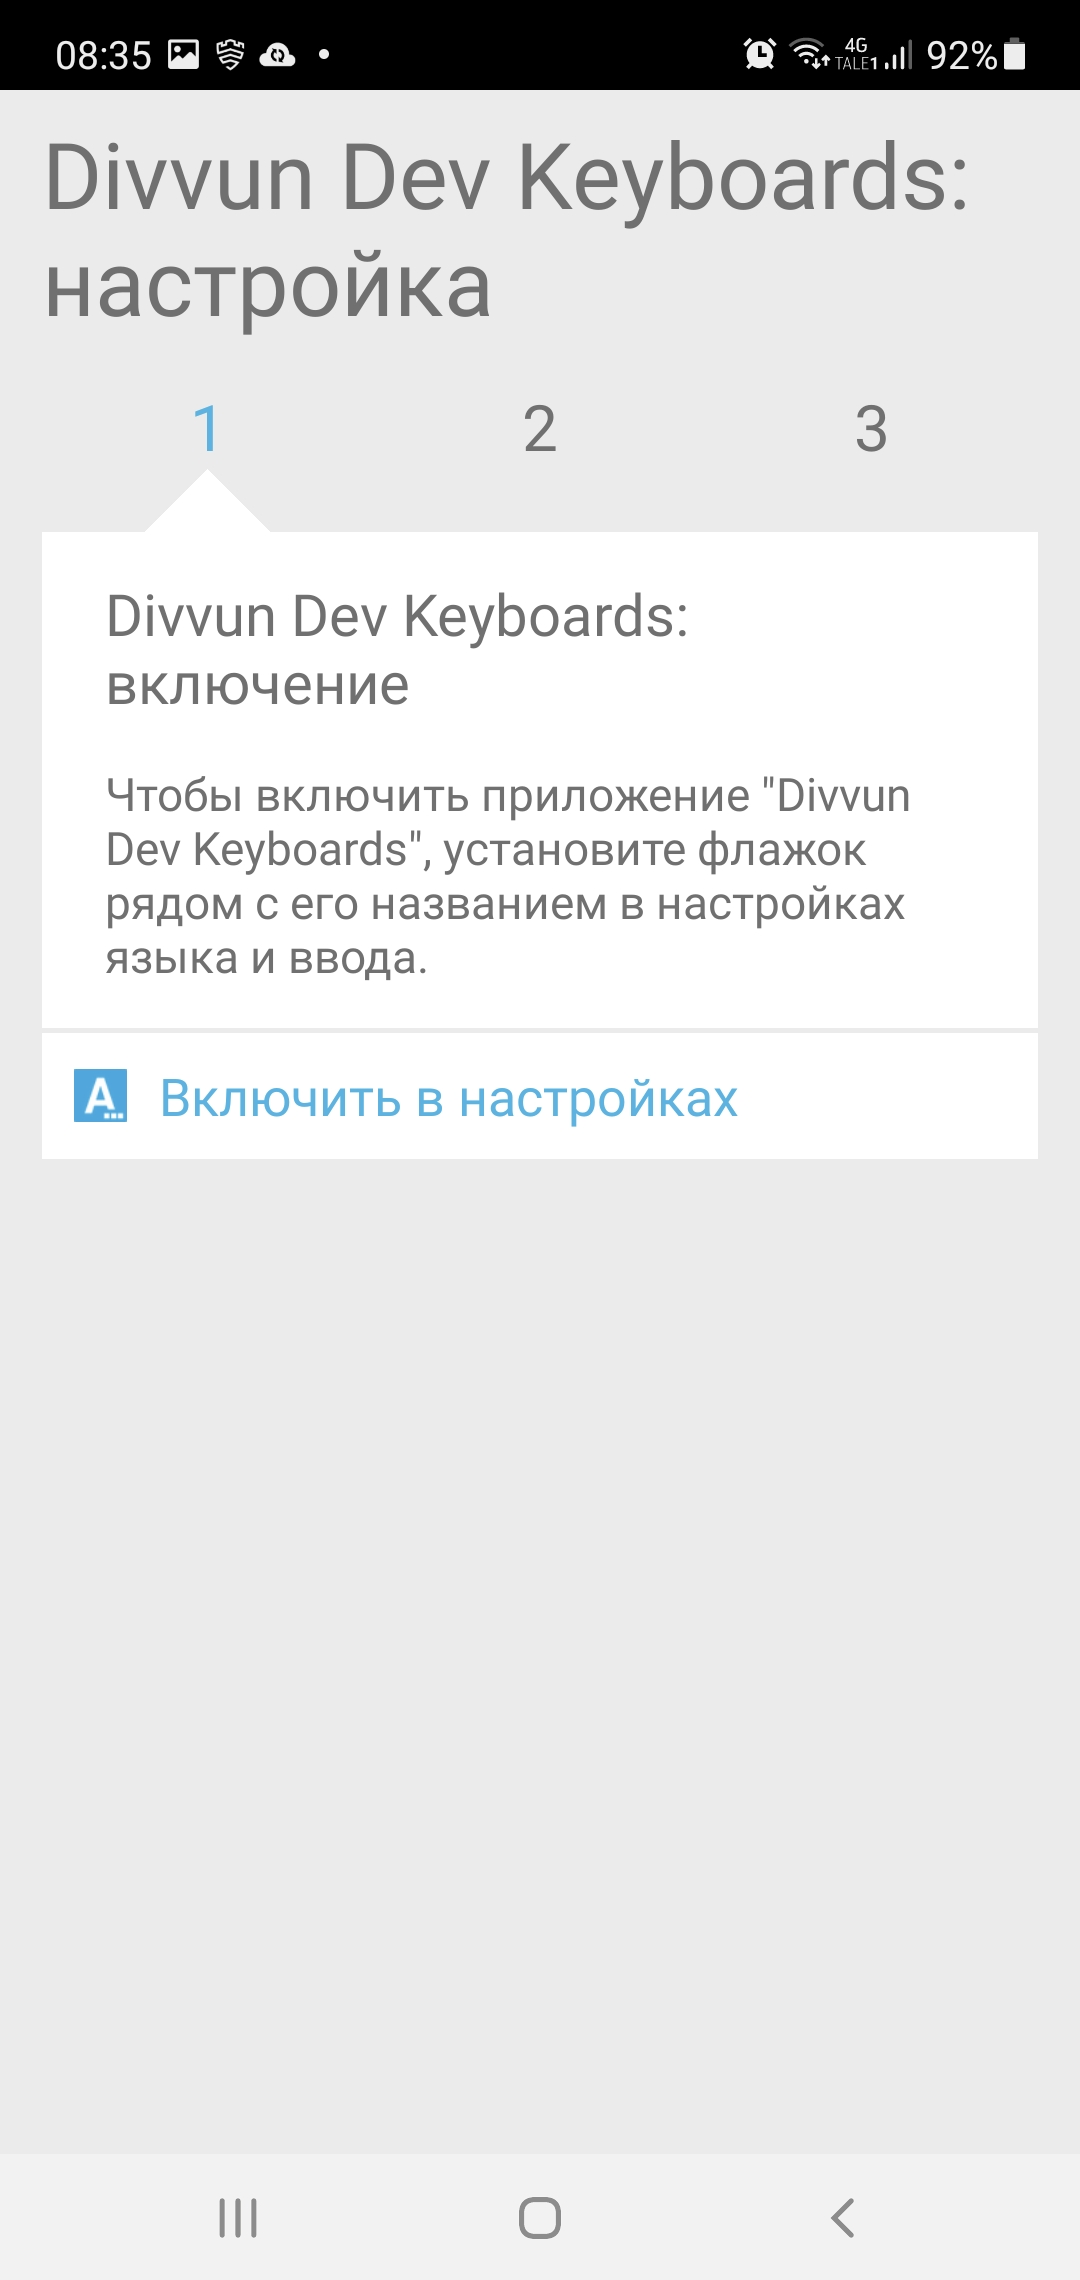 08:35
4G
TALE1
92%
Divvun Dev Keyboards:
настройка
1 2 3
Divvun Dev Keyboards:
включение
Чтобы включить приложение "Divvun
Dev Keyboards", установите флажок
рядом с его названием в настройках
языка и ввода.
A
Включить в настройках